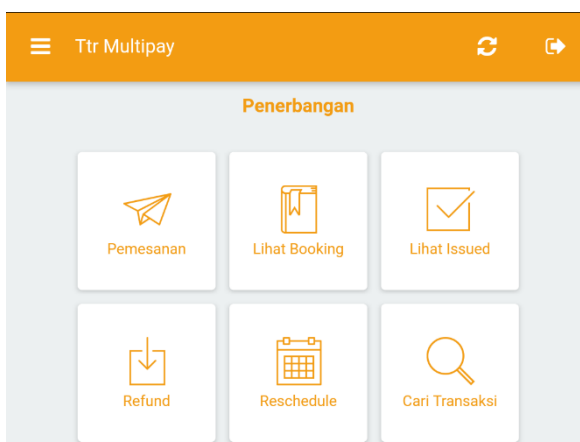 Ttr Multipay
Penerbangan
Pemesanan
Lihat Booking
Lihat Issued
Refund
Reschedule
Cari Transaksi